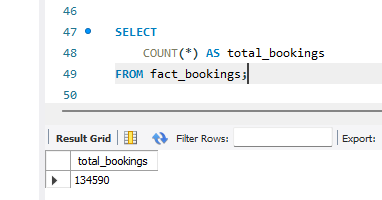 46
47 SELECT
48 COUNT(*) AS total_bookings
49 FROM fact_bookings;
50
Result Grid Filter Rows: Export:
total_bookings
134590